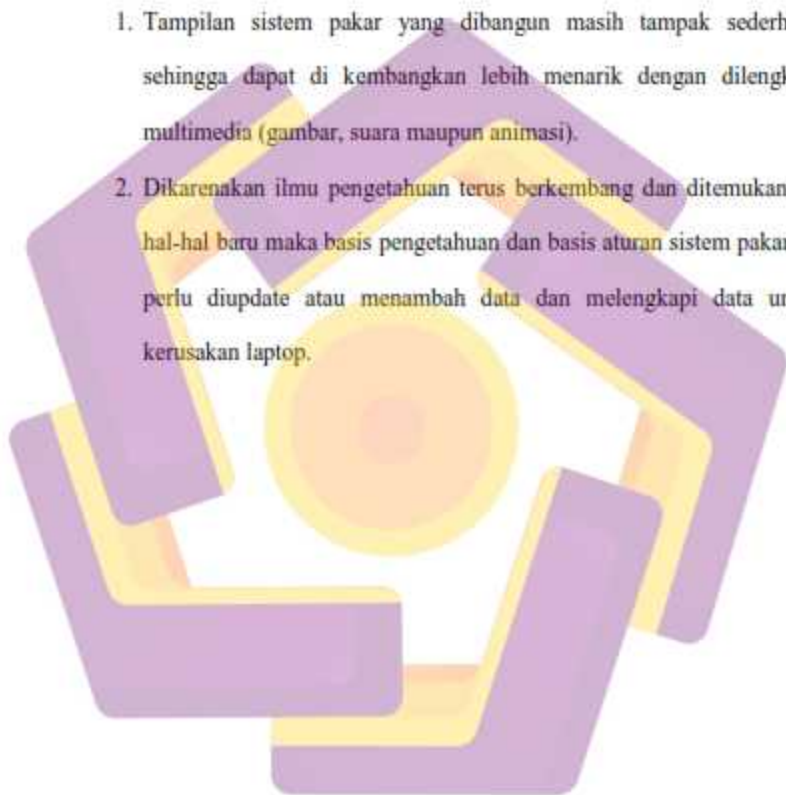 1. Tampilan sistem pakar yang dibangun masih tampak sederh
sehingga dapat di kembangkan lebih menarik dengan dilengk
multimedia (gambar, suara maupun animasi).
2. Dikarenakan ilmu pengetahuan terus berkembang dan ditemukan
hal-hal baru maka basis pengetahuan dan basis aturan sistem pakar
perlu diupdate atau menambah data dan melengkapi data un
kerusakan laptop.